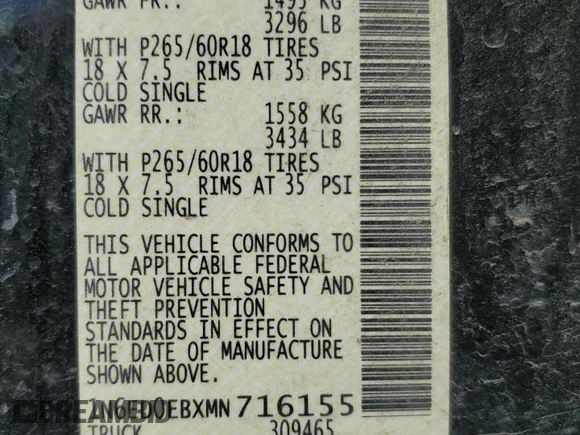 GAWR FR.: 1495 KG
3296 LB
WITH P265/60R18 TIRES
18 X 7.5 RIMS AT 35 PSI
COLD SINGLE
GAWR RR.: 1558 KG
3434 LB
WITH P265/60R18 TIRES
18 X 7.5 RIMS AT 35 PSI
COLD SINGLE
THIS VEHICLE CONFORMS TO
ALL APPLICABLE FEDERAL
MOTOR VEHICLE SAFETY AND
THEFT PREVENTION
STANDARDS IN EFFECT ON
THE DATE OF MANUFACTURE
SHOWN ABOVE.
716155
TRUCK 309465
DREAMBID